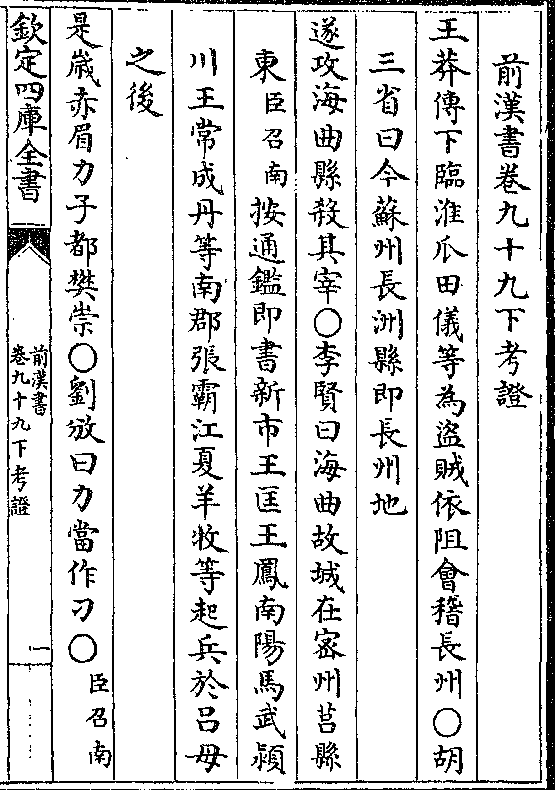 前漢書卷九十九下考證
王莽傳下臨淮瓜田儀等為盜賊依阻會稽長州〇胡
三省曰今蘇州長洲縣即長州地
遂攻海曲縣殺其宰〇李賢曰海曲故城在宻州莒縣
東臣召南按通鑑即書新市王匡王鳳南陽馬武潁
川王常成丹等南郡張霸江夏羊牧等起兵於吕母
之後
是嵗赤眉力子都樊崇〇劉攽曰力當作刀〇臣召南
欽定四庫全書
前漢書
卷九十九下考證
一